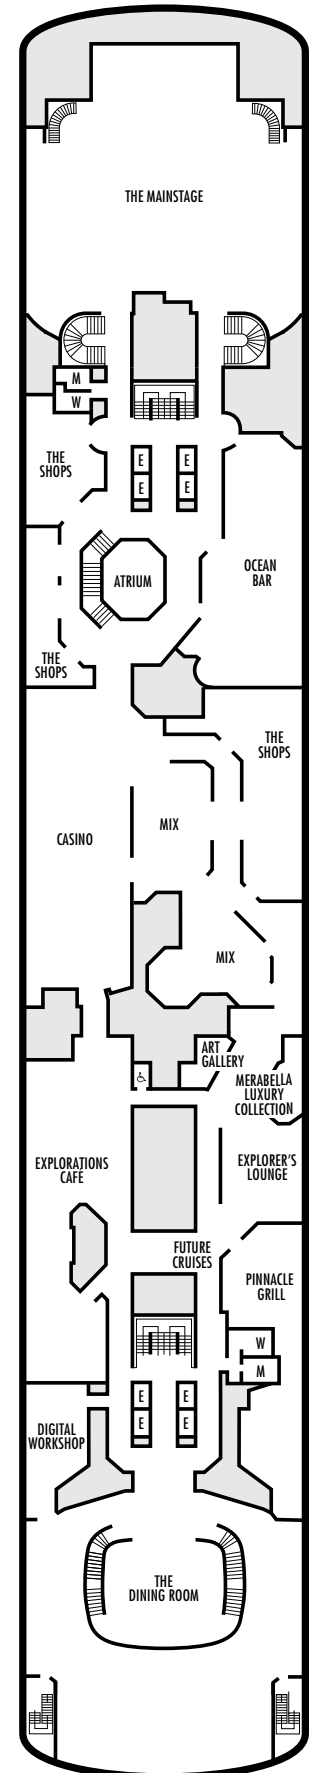 THE MAINSTAGE
M
W
THE
SHOPS
E
E
E
E
ATRIUM
OCEAN
BAR
THE
SHOPS
THE
SHOPS
CASINO
MIX
MIX
ART
GALLERY
MERABELLA
LUXURY
COLLECTION
EXPLORATIONS
CAFÉ
EXPLORER'S
LOUNGE
FUTURE
CRUISES
PINNACLE
GRILL
W
M
E
E
E
E
DIGITAL
WORKSHOP
THE
DINING ROOM